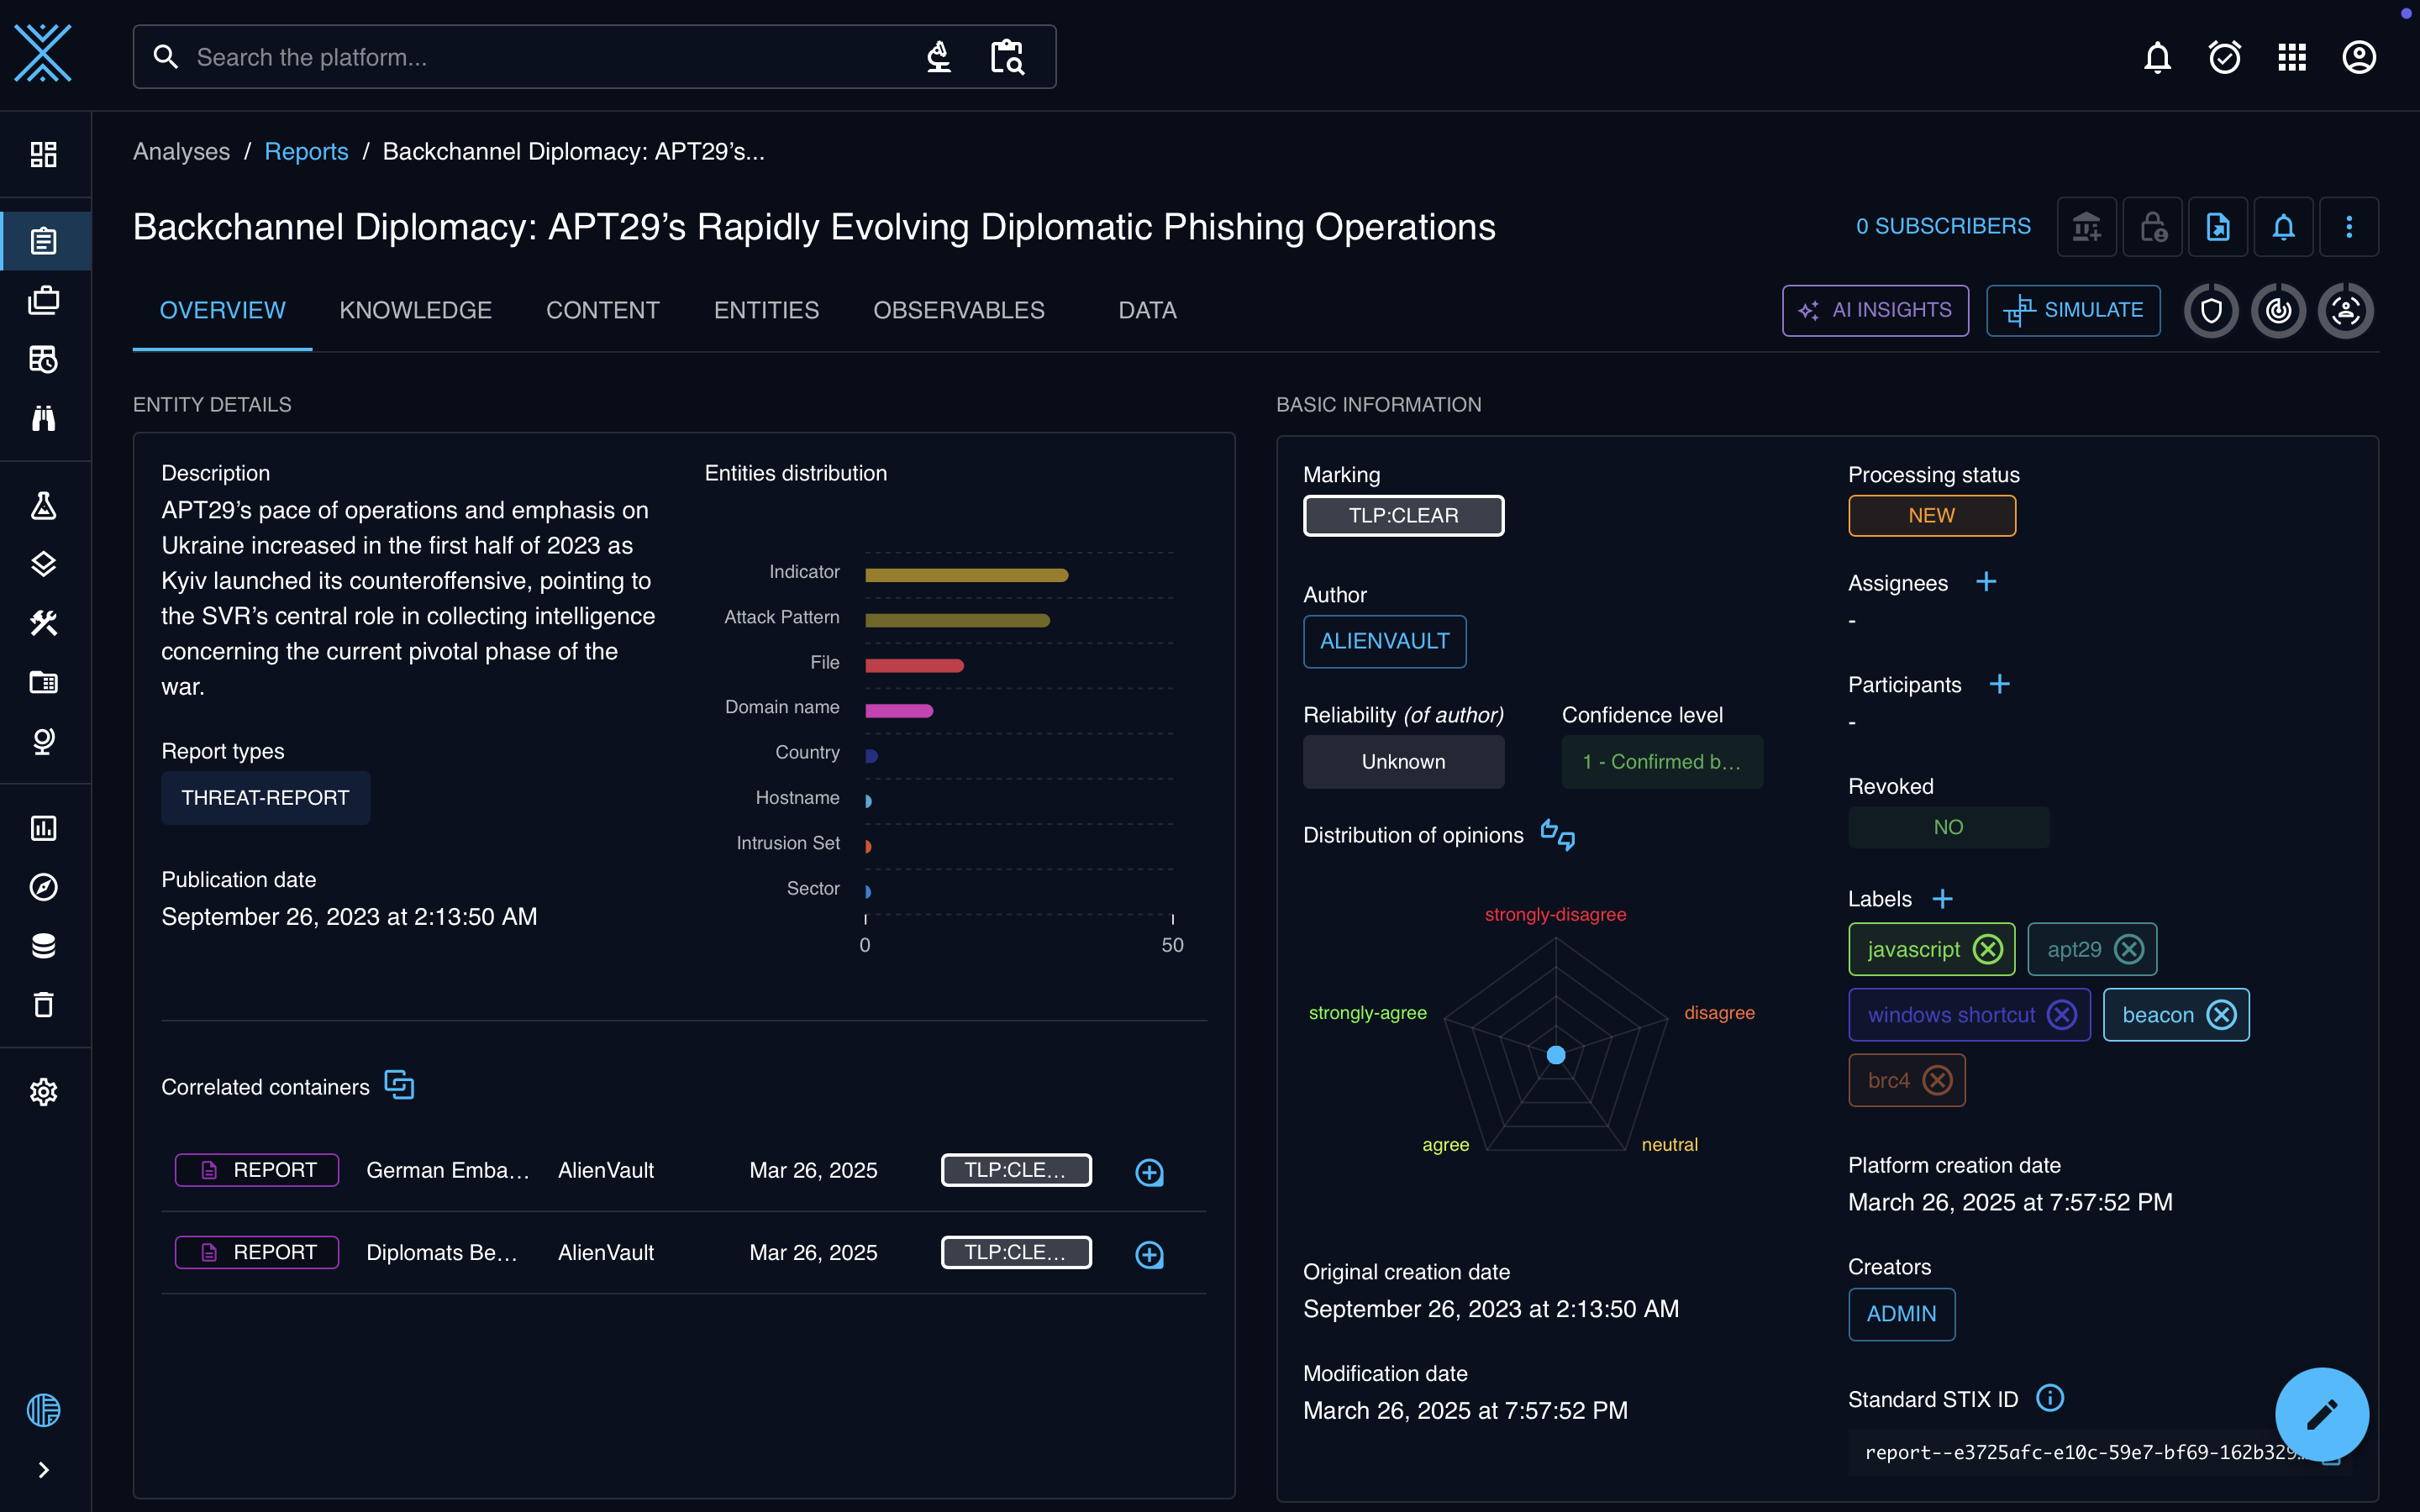 Search the platform...
Analyses / Reports / Backchannel Diplomacy: APT29’s...
Backchannel Diplomacy: APT29’s Rapidly Evolving Diplomatic Phishing Operations
0 SUBSCRIBERS
OVERVIEW
KNOWLEDGE
CONTENT
ENTITIES
OBSERVABLES
DATA
AI INSIGHTS
SIMULATE
ENTITY DETAILS
Description
APT29’s pace of operations and emphasis on
Ukraine increased in the first half of 2023 as
Kyiv launched its counteroffensive, pointing to
the SVR’s central role in collecting intelligence
concerning the current pivotal phase of the
war.
Report types
THREAT-REPORT
Publication date
September 26, 2023 at 2:13:50 AM
Entities distribution
Indicator
Attack Pattern
File
Domain name
Country
Hostname
Intrusion Set
Sector
0 50
Correlated containers
REPORT German Emba... AlienVault Mar 26, 2025 TLP:CLE...
REPORT Diplomats Be... AlienVault Mar 26, 2025 TLP:CLE...
BASIC INFORMATION
Marking
TLP:CLEAR
Author
ALIENVAULT
Reliability (of author)
Unknown
Confidence level
1 - Confirmed b...
Distribution of opinions
strongly-disagree
strongly-agree
disagree
agree
neutral
Original creation date
September 26, 2023 at 2:13:50 AM
Modification date
March 26, 2025 at 7:57:52 PM
Processing status
NEW
Assignees
-
Participants
-
Revoked
NO
Labels
javascript
apt29
windows shortcut
beacon
brc4
Platform creation date
March 26, 2025 at 7:57:52 PM
Creators
ADMIN
Standard STIX ID
report--e3725afc-e10c-59e7-bf69-162b329...